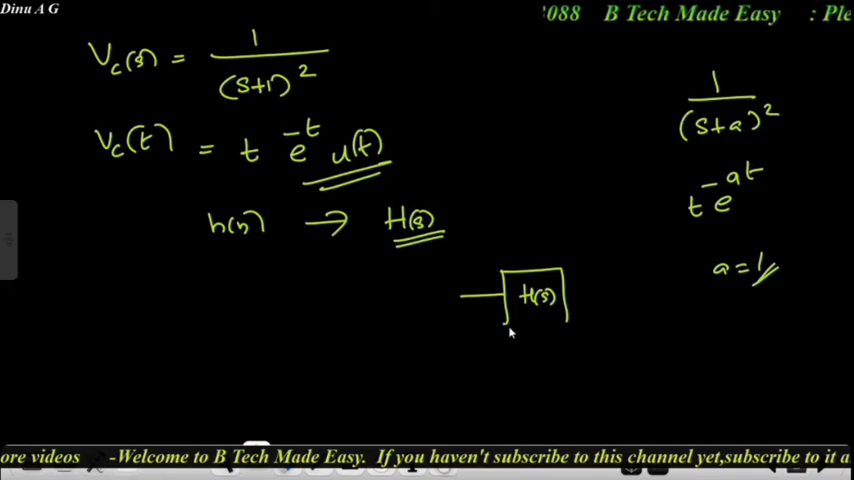 Dinu A G
3088 B Tech Made Easy : Ple
Vc(s) = 1 / (s+1)^2
Vc(t) = t e^-t u(t)
h(n) → H(s)
H(s)
1 / (s+a)^2
t e^-at
a = 1
ore videos -Welcome to B Tech Made Easy. If you haven't subscribe to this channel yet,subscribe to it a